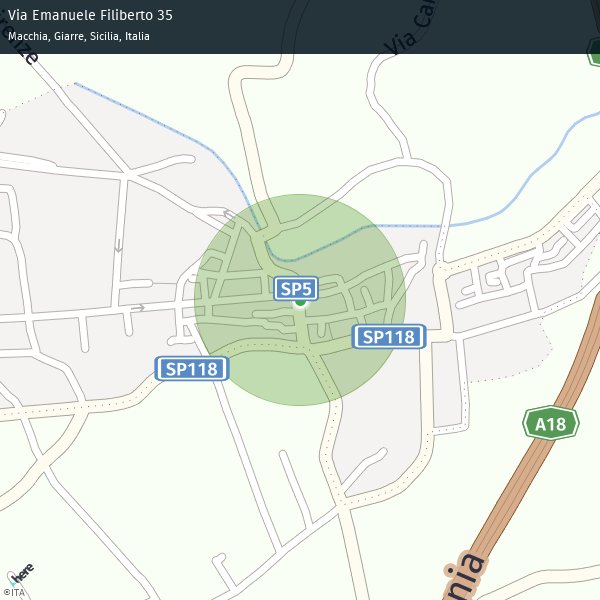 Via Emanuele Filiberto 35
Macchia, Giarre, Sicilia, Italia
Via Ca
SP5
SP118
SP118
A18
nia
here
©ITA